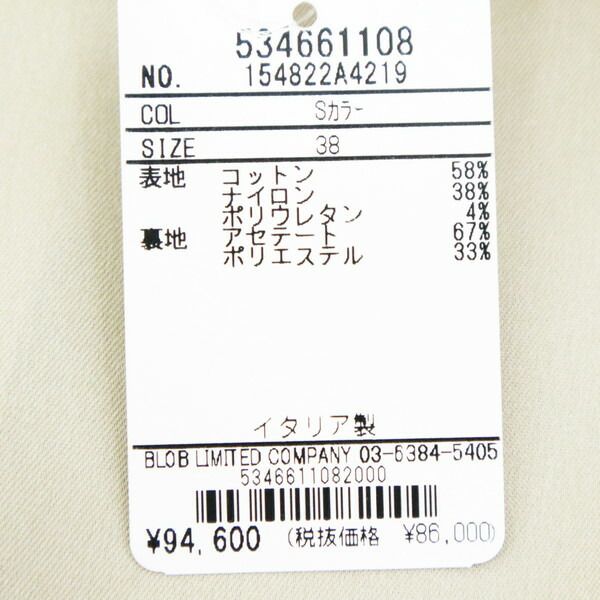 534661108
NO. 154822A4219
COL Sカラー
SIZE 38
表地 コットン 58%
ナイロン 38%
ポリウレタン 4%
裏地 アセテート 67%
ポリエステル 33%
イタリア製
BLOB LIMITED COMPANY 03-6384-5405
5346611082000
¥94,600 (税抜価格 ¥86,000)